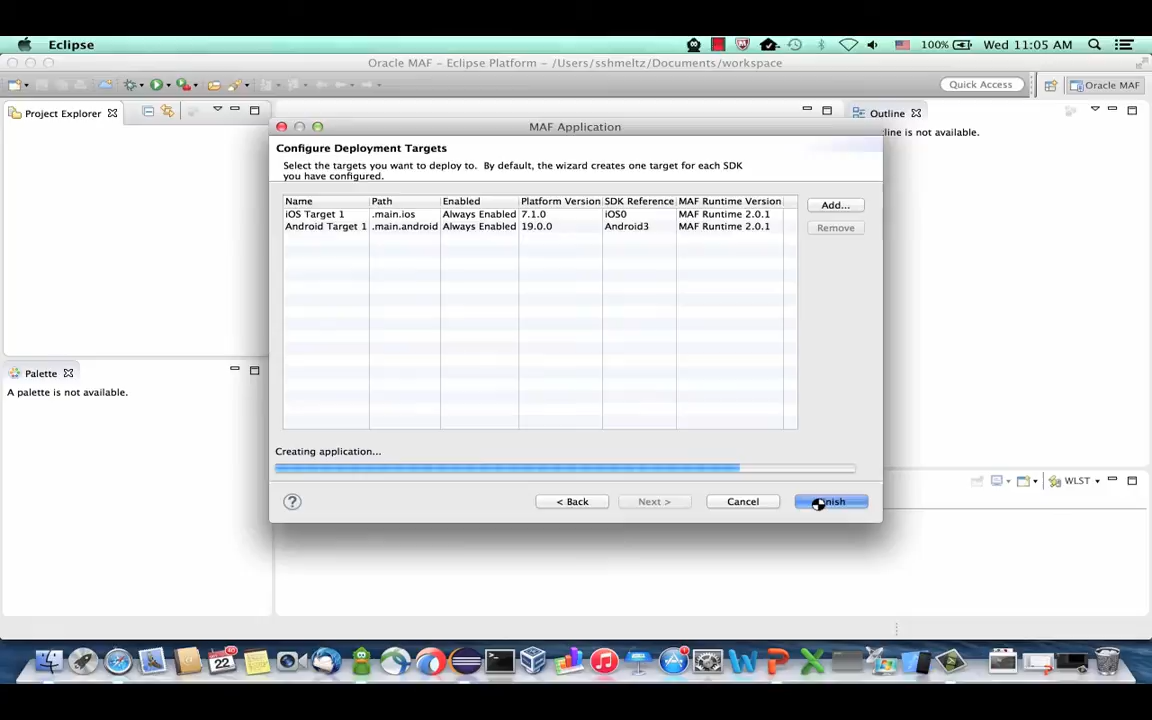 Eclipse
100%
Wed 11:05 AM
Oracle MAF - Eclipse Platform - /Users/sshmeltz/Documents/workspace
Quick Access
Oracle MAF
Project Explorer
Outline
tline is not available.
MAF Application
Configure Deployment Targets
Select the targets you want to deploy to. By default, the wizard creates one target for each SDK
you have configured.
Name Path Enabled Platform Version SDK Reference MAF Runtime Version
iOS Target 1 .main.ios Always Enabled 7.1.0 iOS0 MAF Runtime 2.0.1
Android Target 1 .main.android Always Enabled 19.0.0 Android3 MAF Runtime 2.0.1
Add...
Remove
Palette
A palette is not available.
Creating application...
WLST
?
< Back
Next >
Cancel
22